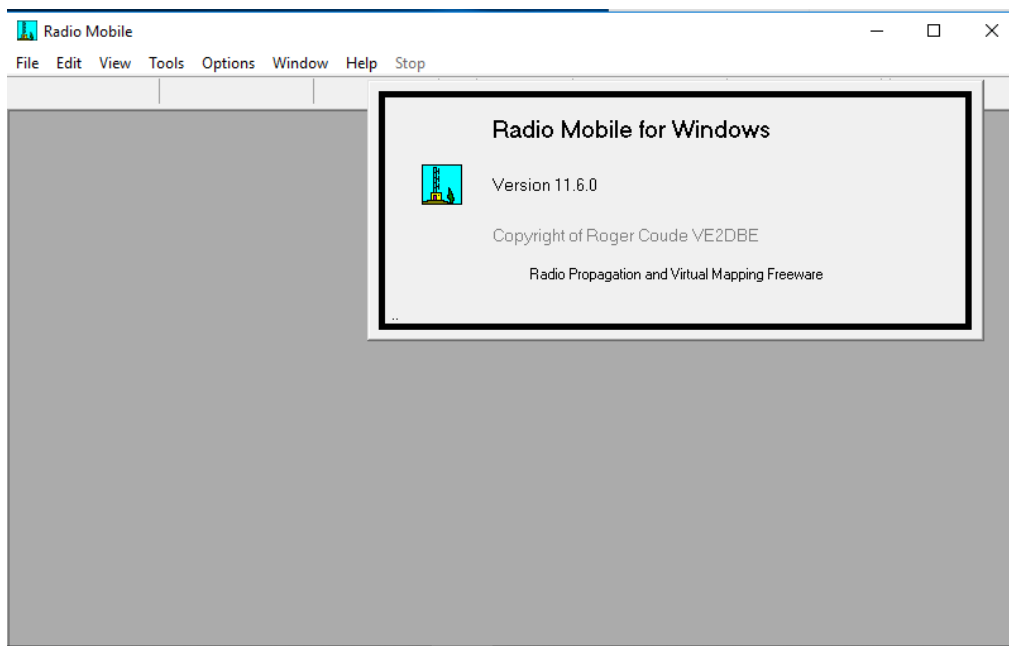 Radio Mobile
File Edit View Tools Options Window Help Stop
Radio Mobile for Windows
Version 11.6.0
Copyright of Roger Coude VE2DBE
Radio Propagation and Virtual Mapping Freeware
..